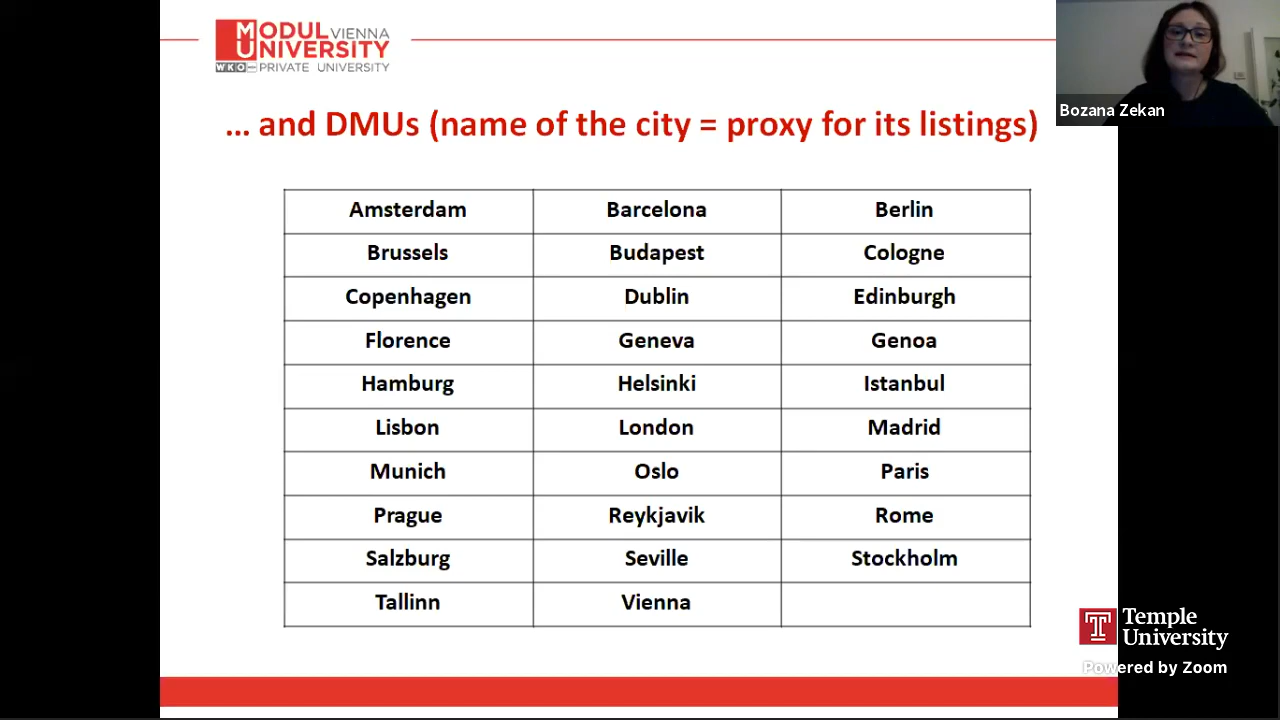 MODUL VIENNA
UNIVERSITY
WKO PRIVATE UNIVERSITY
Bozana Zekan
... and DMUs (name of the city = proxy for its listings)
Amsterdam Barcelona Berlin
Brussels Budapest Cologne
Copenhagen Dublin Edinburgh
Florence Geneva Genoa
Hamburg Helsinki Istanbul
Lisbon London Madrid
Munich Oslo Paris
Prague Reykjavik Rome
Salzburg Seville Stockholm
Tallinn Vienna
Temple
University
Powered by Zoom